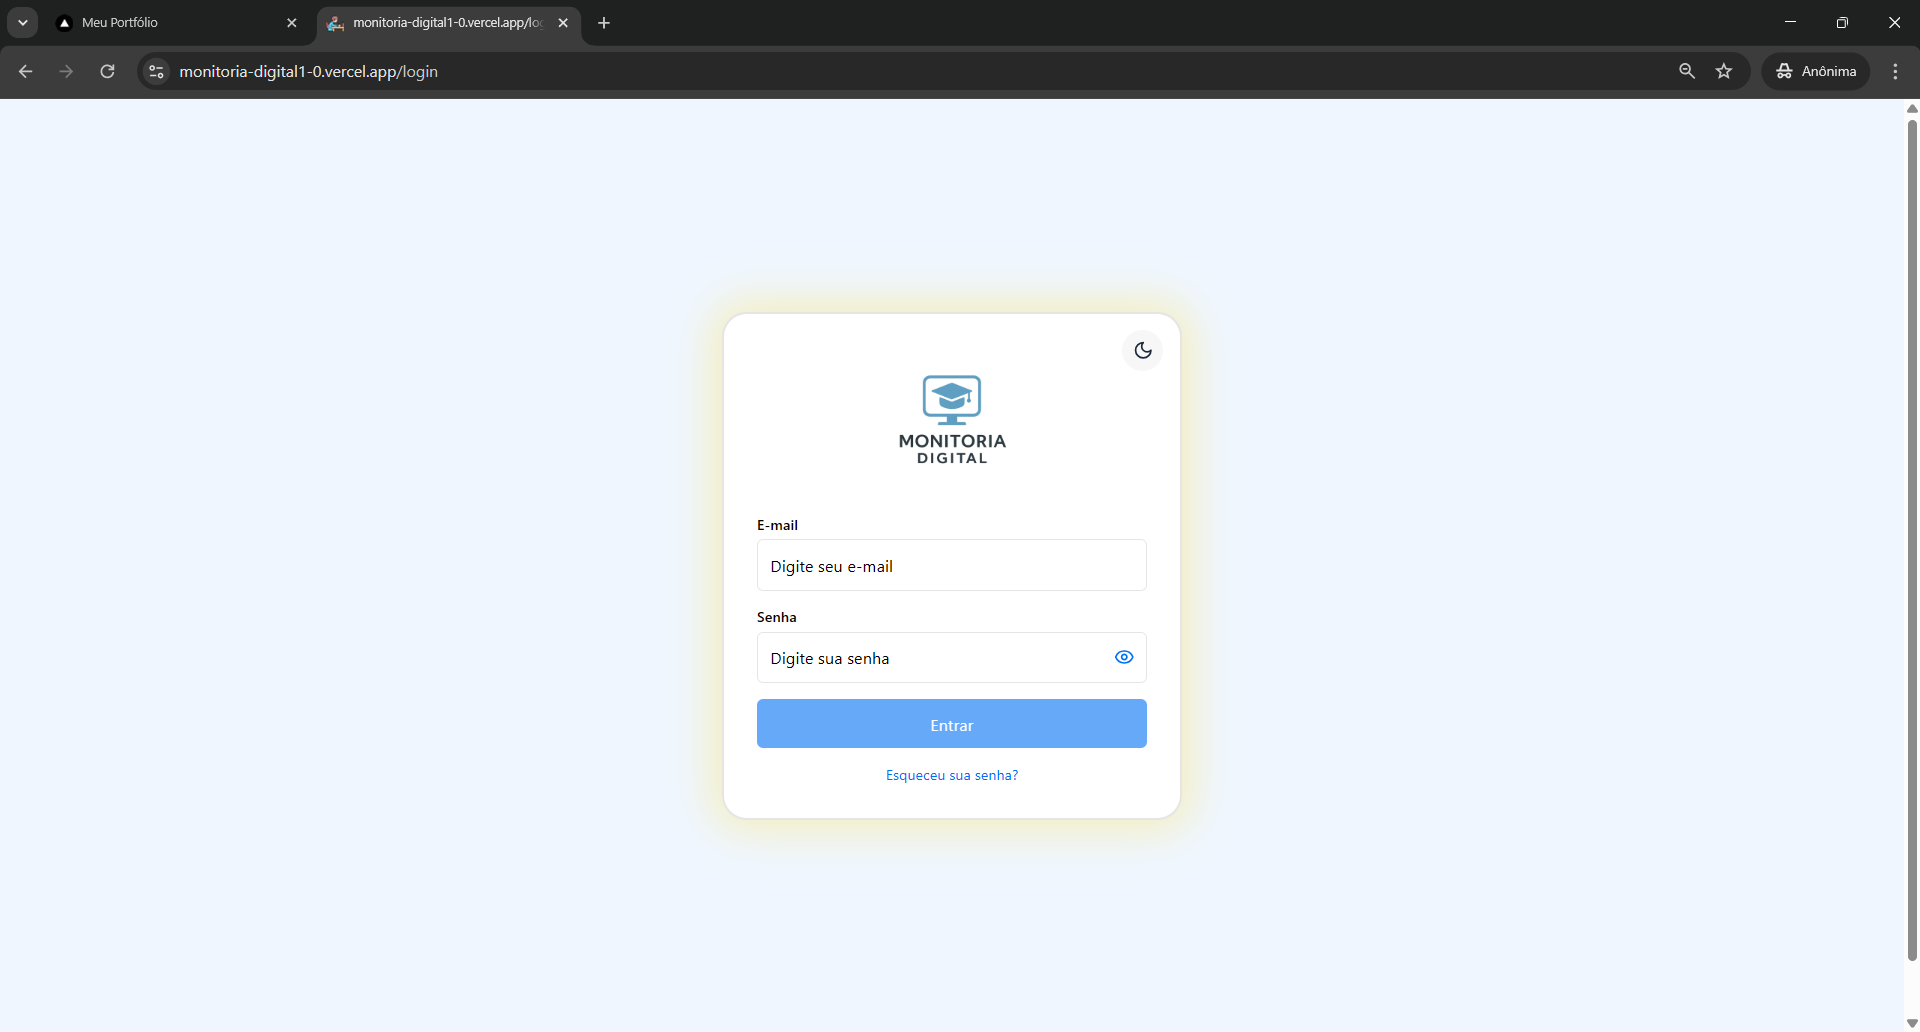 Meu Portfólio
monitoria-digital1-0.vercel.app/lo
monitoria-digital1-0.vercel.app/login
Anônima
MONITORIA
DIGITAL
E-mail
Digite seu e-mail
Senha
Digite sua senha
Entrar
Esqueceu sua senha?